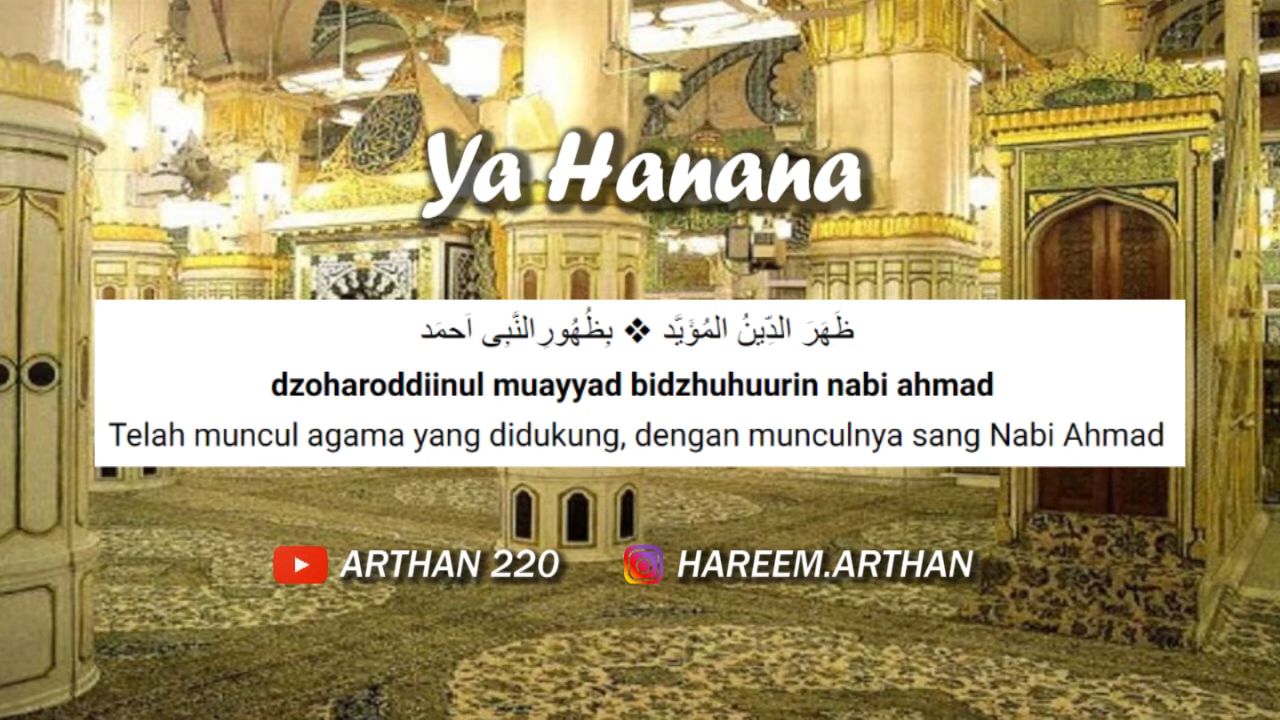 Ya Hanana
ظَهَرَ الدِّينُ المُؤَيَّد ❖ بِظُهُورِالنَّبِى اَحمَد
dzoharoddiinul muayyad bidzhuhuurin nabi ahmad
Telah muncul agama yang didukung, dengan munculnya sang Nabi Ahmad
ARTHAN 220 HAREEM.ARTHAN